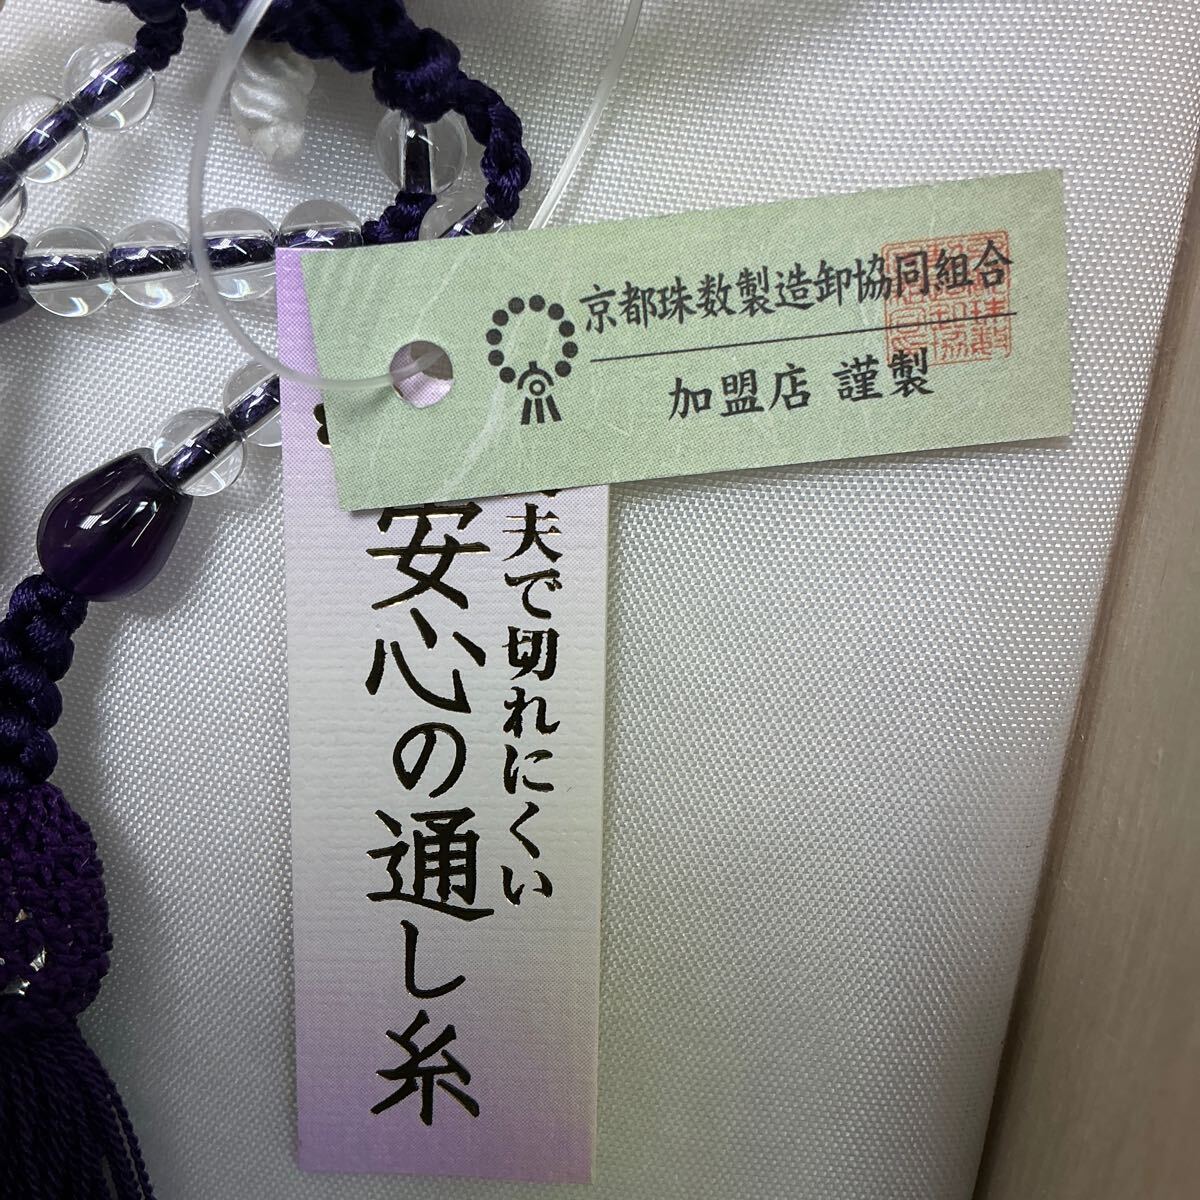 京都珠数製造卸協同組合
加盟店 謹製
夫で切れにくい
安心の通し糸